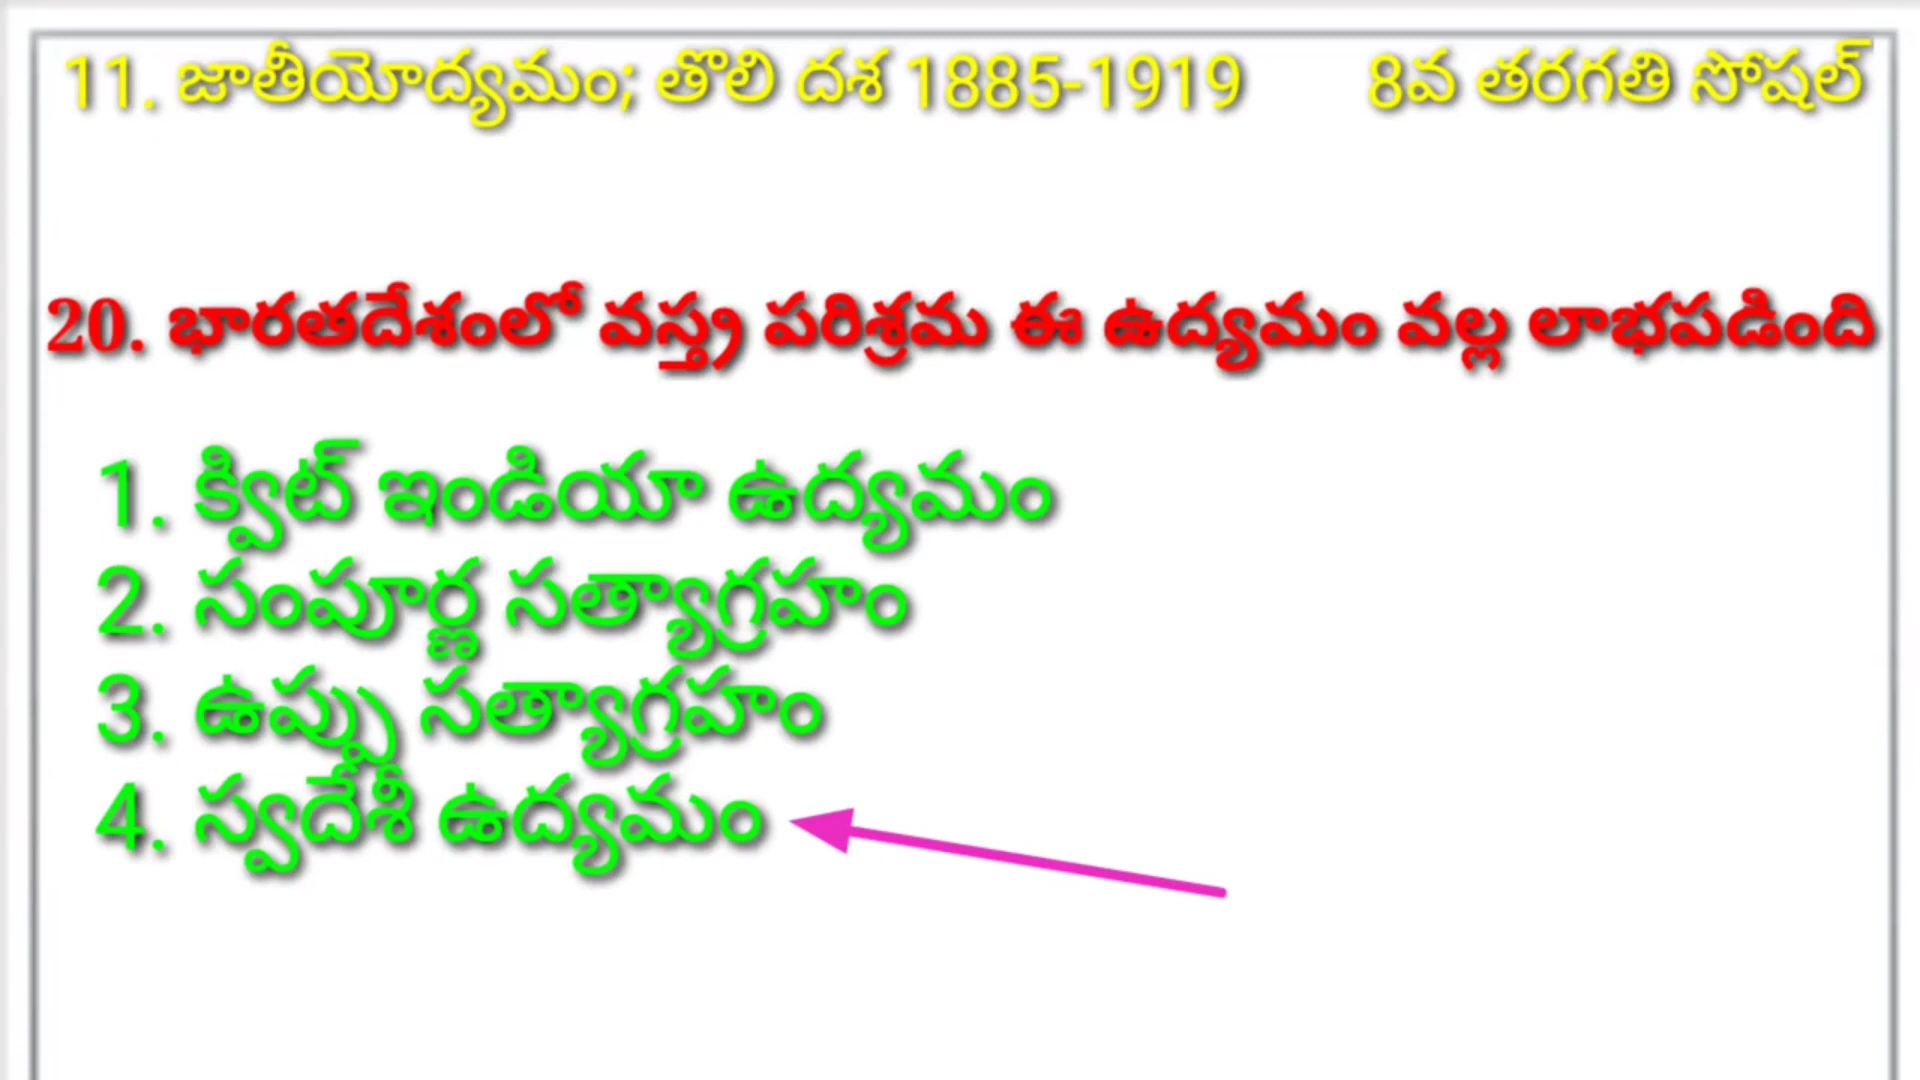 11. జాతీయోద్యమం; తొలి దశ 1885-1919 8వ తరగతి సోషల్
20. భారతదేశంలో వస్త్ర పరిశ్రమ ఈ ఉద్యమం వల్ల లాభపడింది
1. క్విట్ ఇండియా ఉద్యమం
2. సంపూర్ణ సత్యాగ్రహం
3. ఉప్పు సత్యాగ్రహం
4. స్వదేశీ ఉద్యమం